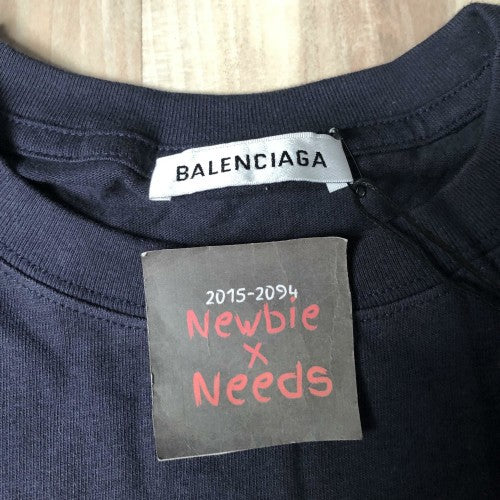 BALENCIAGA
2015-2094
Newbie
x
Needs